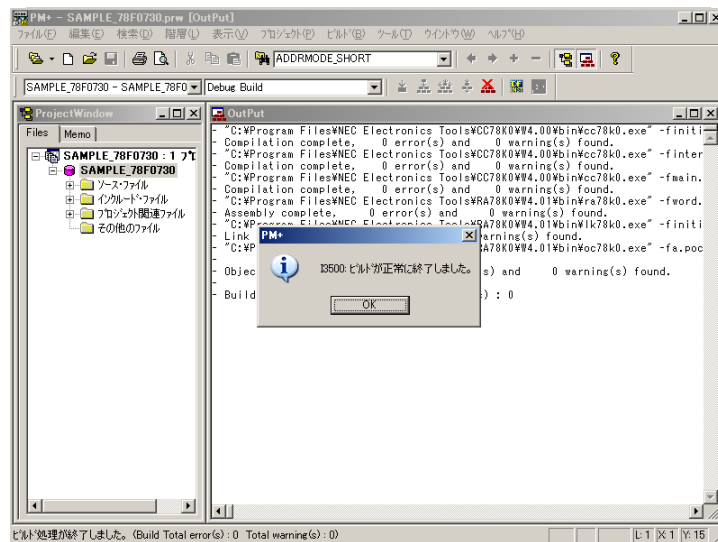 PM+ - SAMPLE_78F0730.prw [OutPut]
ファイル(F) 編集(E) 検索(D) 階層(L) 表示(V) プロジェクト(P) ビルド(B) ツール(T) ウィンドウ(W) ヘルプ(H)
ADDRMODE_SHORT
SAMPLE_78F0730 - SAMPLE_78F0 Debug Build
ProjectWindow
Files Memo
SAMPLE_78F0730 : 1 プロ
SAMPLE_78F0730
ソース・ファイル
インクルード・ファイル
プロジェクト関連ファイル
その他のファイル
OutPut
- "C:¥Program Files¥NEC Electronics Tools¥CC78K0¥W4.00¥bin¥cc78k0.exe" -finiti
- Compilation complete, 0 error(s) and 0 warning(s) found.
- "C:¥Program Files¥NEC Electronics Tools¥CC78K0¥W4.00¥bin¥cc78k0.exe" -finter
- Compilation complete, 0 error(s) and 0 warning(s) found.
- "C:¥Program Files¥NEC Electronics Tools¥CC78K0¥W4.00¥bin¥cc78k0.exe" -fmain.
- Compilation complete, 0 error(s) and 0 warning(s) found.
- "C:¥Program Files¥NEC Electronics Tools¥RA78K0¥W4.01¥bin¥ra78k0.exe" -fword.
- Assembly complete, 0 error(s) and 0 warning(s) found.
- "C:¥Program Files¥NEC Electronics Tools¥RA78K0¥W4.01¥bin¥lk78k0.exe" -finiti
- Link warning(s) found.
- "C:¥P RA78K0¥W4.01¥bin¥oc78k0.exe" -fa.poc
- Objec s) and 0 warning(s) found.
- Build ) : 0
PM+
I3500: ビルドが正常に終了しました。
OK
ビルド処理が終了しました。 (Build Total error(s) : 0 Total warning(s) : 0)
L: 1 X: 1 Y: 15